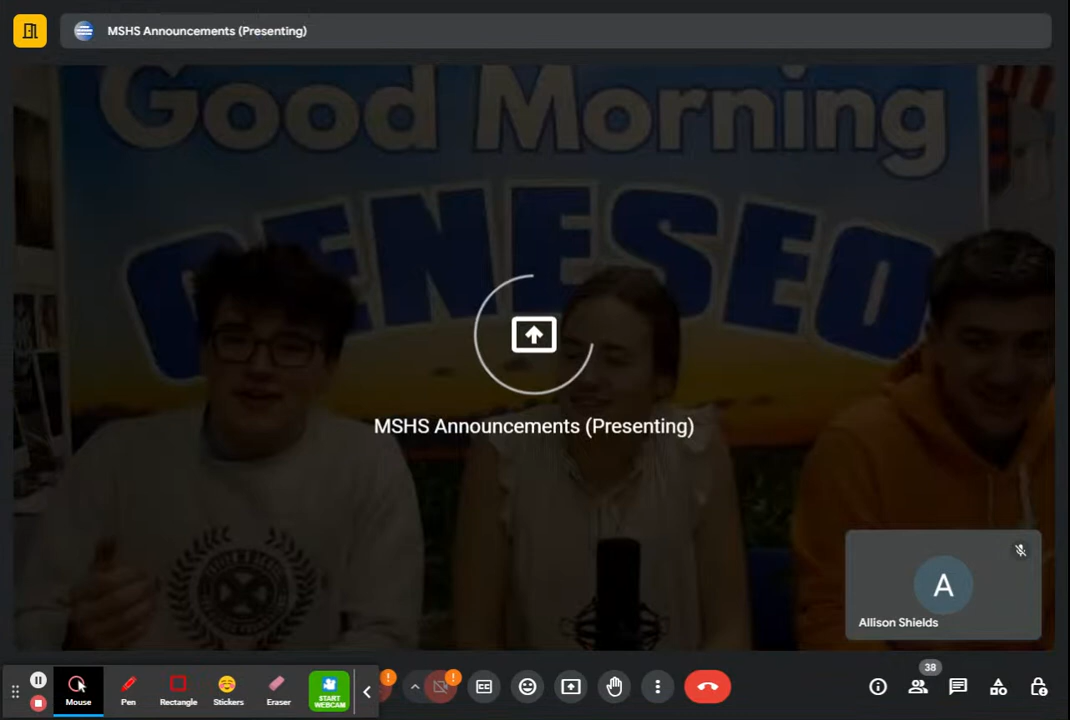 MSHS Announcements (Presenting)
Good Morning
GENESEO
MSHS Announcements (Presenting)
A
Allison Shields
38
Mouse
Pen
Rectangle
Stickers
Eraser
START
WEBCAM
CC